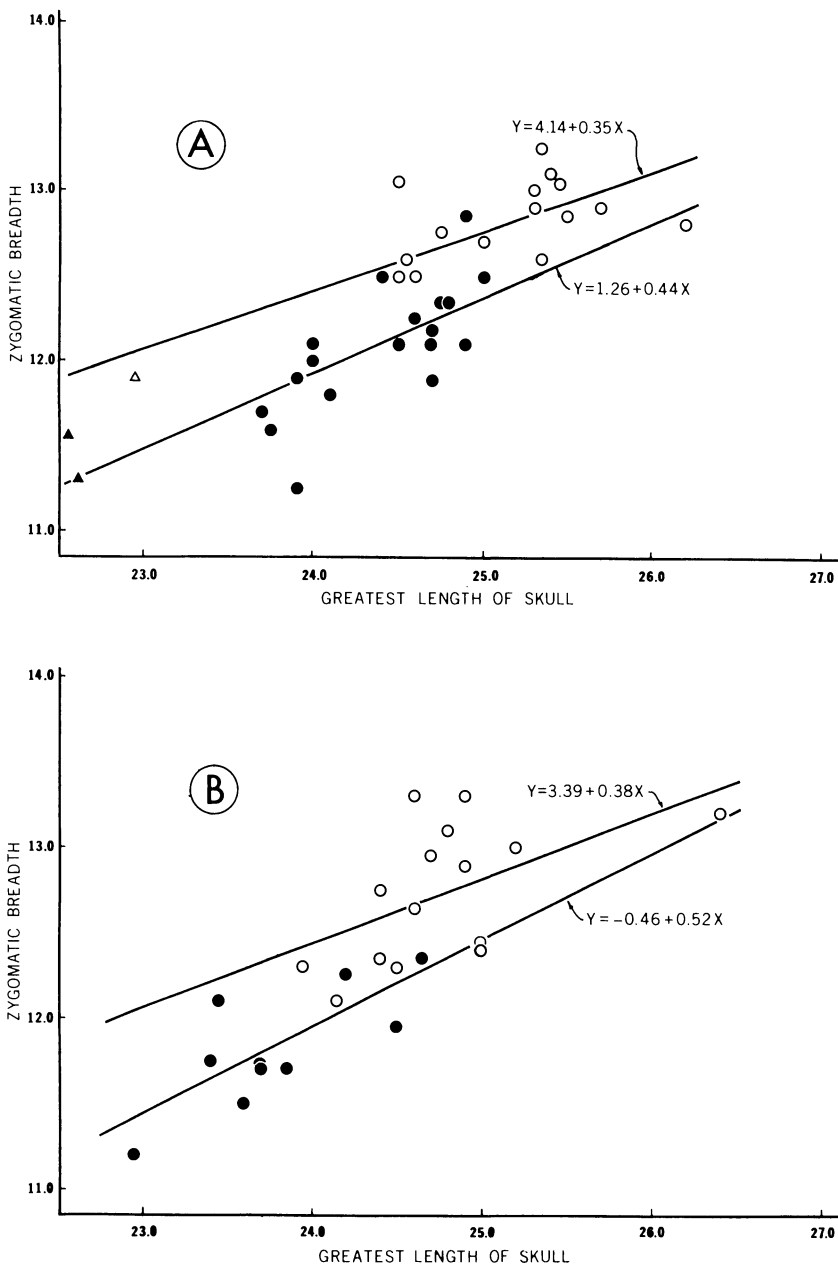 14.0
A
Y=4.14+0.35X
13.0
ZYGOMATIC BREADTH
Y=1.26+0.44X
12.0
11.0
23.0 24.0 25.0 26.0 27.0
GREATEST LENGTH OF SKULL
14.0
B
Y=3.39+0.38X
13.0
ZYGOMATIC BREADTH
Y=-0.46+0.52X
12.0
11.0
23.0 24.0 25.0 26.0 27.0
GREATEST LENGTH OF SKULL